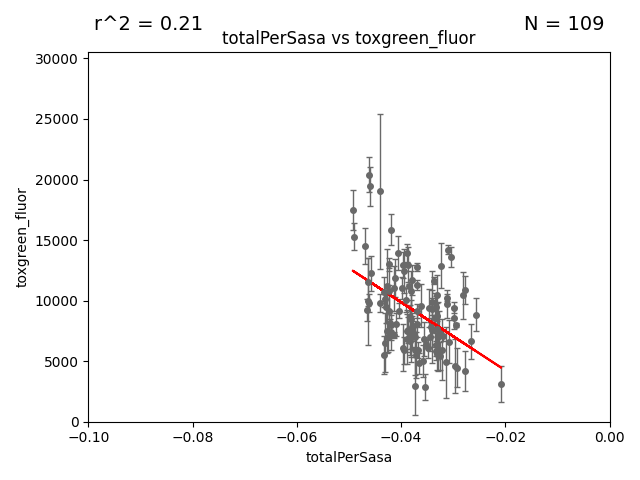 r^2 = 0.21
N = 109
totalPerSasa vs toxgreen_fluor
30000
25000
20000
15000
10000
5000
0
toxgreen_fluor
−0.10
−0.08
−0.06
−0.04
−0.02
0.00
totalPerSasa